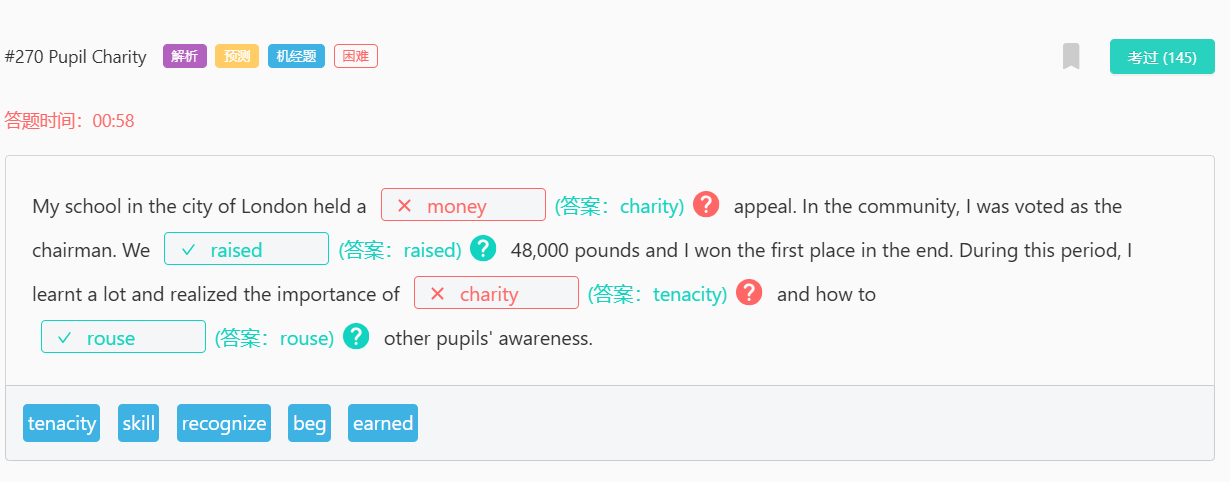 #270 Pupil Charity 解析 预测 机经题 困难 考过 (145)
答题时间：00:58
My school in the city of London held a × money (答案：charity) ? appeal. In the community, I was voted as the
chairman. We ✓ raised (答案：raised) ? 48,000 pounds and I won the first place in the end. During this period, I
learnt a lot and realized the importance of × charity (答案：tenacity) ? and how to
✓ rouse (答案：rouse) ? other pupils' awareness.
tenacity skill recognize beg earned